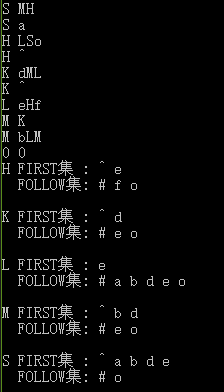 S MH
S a
H LSo
H ^
K dML
K ^
L eHf
M K
M bLM
0 0
H FIRST集 : ^ e
FOLLOW集: # f o
K FIRST集 : ^ d
FOLLOW集: # e o
L FIRST集 : e
FOLLOW集: # a b d e o
M FIRST集 : ^ b d
FOLLOW集: # e o
S FIRST集 : ^ a b d e
FOLLOW集: # o